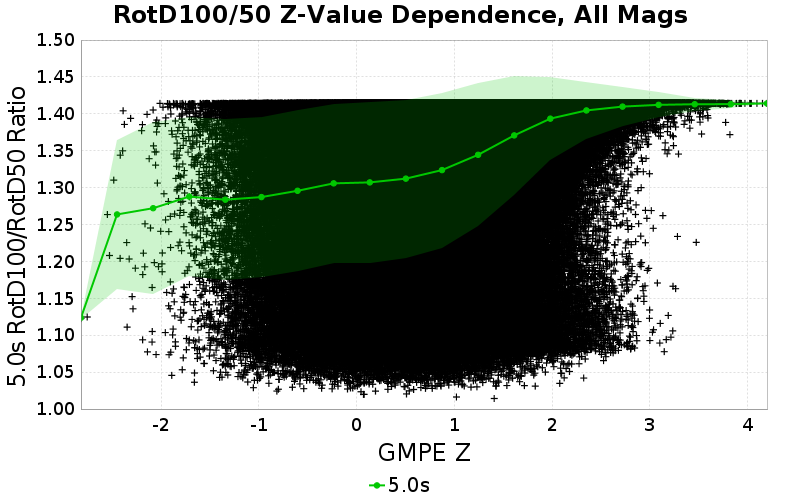 RotD100/50 Z-Value Dependence, All Mags
5.0s RotD100/RotD50 Ratio
1.50
1.45
1.40
1.35
1.30
1.25
1.20
1.15
1.10
1.05
1.00
-2 -1 0 1 2 3 4
GMPE Z
5.0s